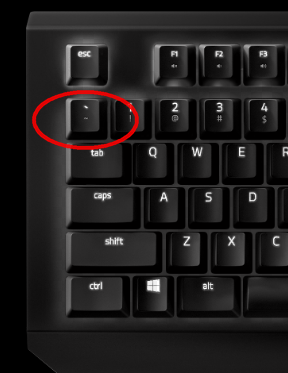 esc F1 F2 F3
` 1 2 3 4
~ ! @ # $
tab Q W E R
caps A S D
shift Z X C
ctrl alt